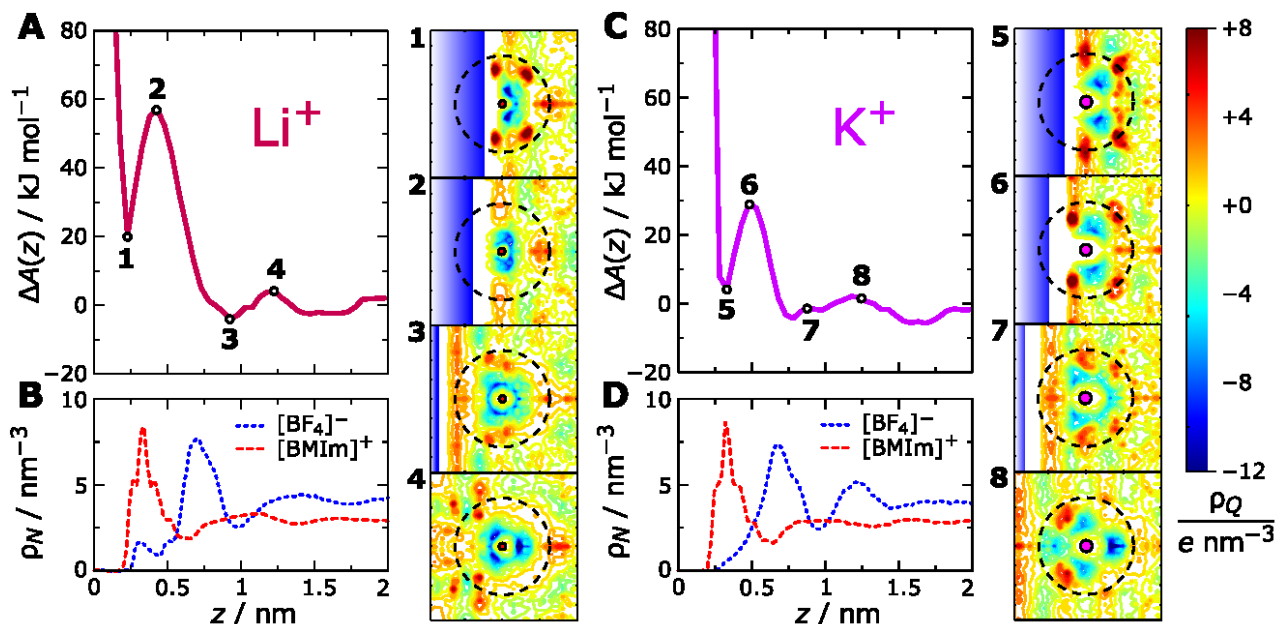 A
ΔA(z) / kJ mol⁻¹
80
60
40
20
0
−20
Li⁺
1
2
3
4
B
ρN / nm⁻³
10
5
0
[BF₄]⁻
[BMIm]⁺
0
0.5
1
1.5
2
z / nm
1
2
3
4
C
ΔA(z) / kJ mol⁻¹
80
60
40
20
0
−20
K⁺
5
6
7
8
D
ρN / nm⁻³
10
5
0
[BF₄]⁻
[BMIm]⁺
0
0.5
1
1.5
2
z / nm
5
6
7
8
+8
+4
+0
−4
−8
−12
ρQ
e nm⁻³